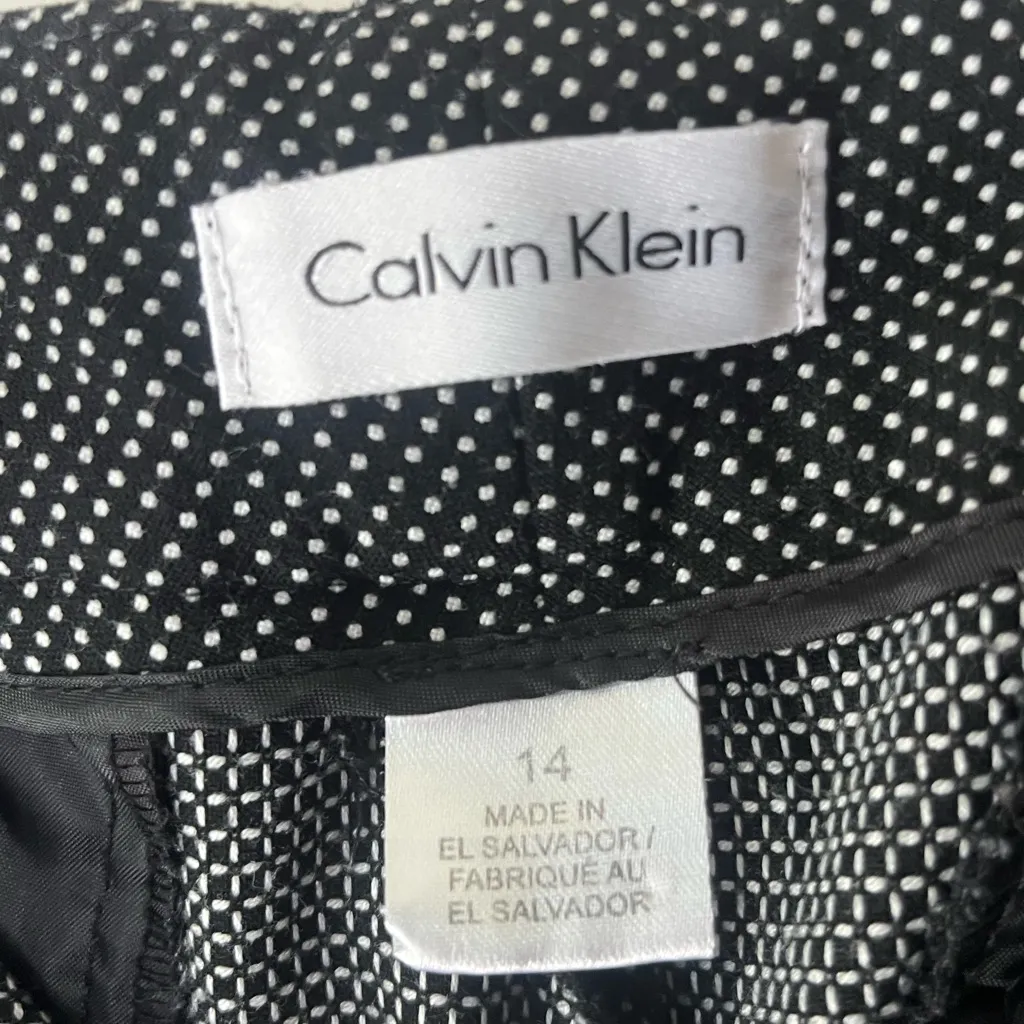 Calvin Klein
14
MADE IN
EL SALVADOR /
FABRIQUÉ AU
EL SALVADOR